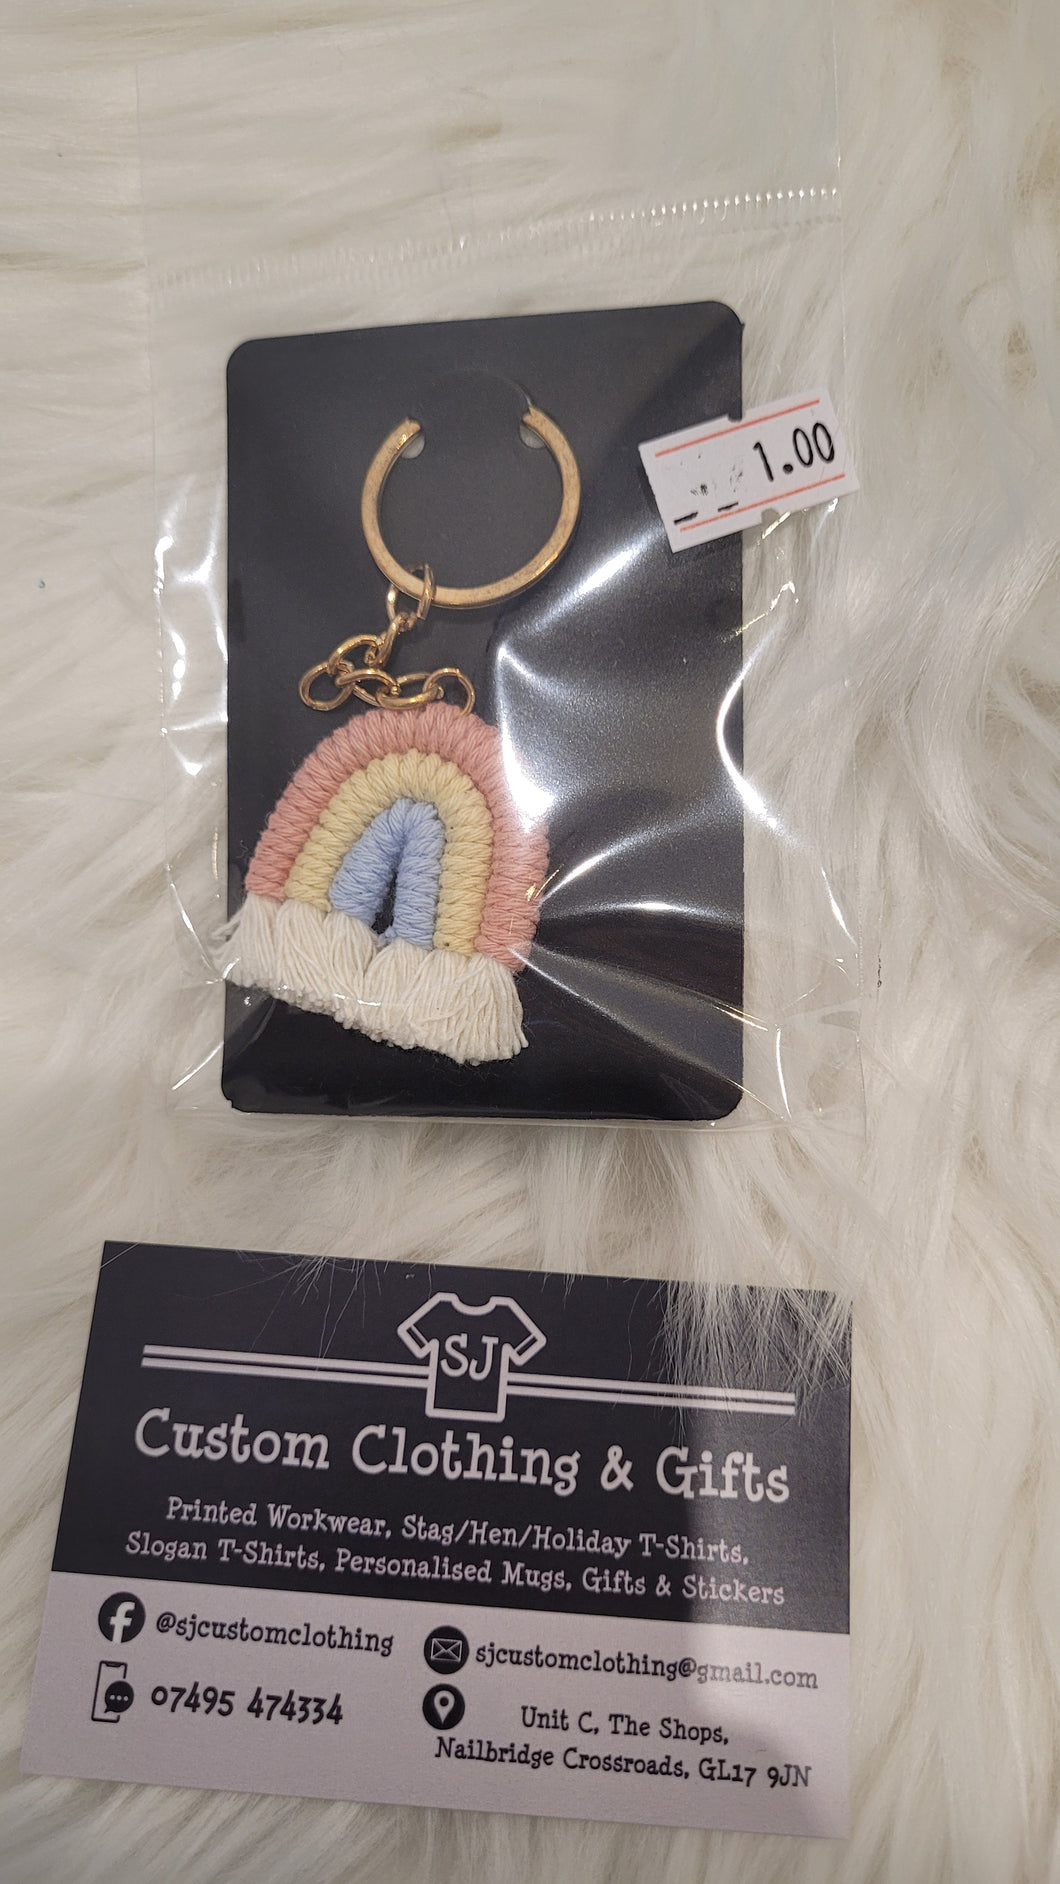 1.00
SJ
Custom Clothing & Gifts
Printed Workwear, Stag/Hen/Holiday T-Shirts,
Slogan T-Shirts, Personalised Mugs, Gifts & Stickers
@sjcustomclothing
sjcustomclothing@gmail.com
07495 474334
Unit C, The Shops,
Nailbridge Crossroads, GL17 9JN